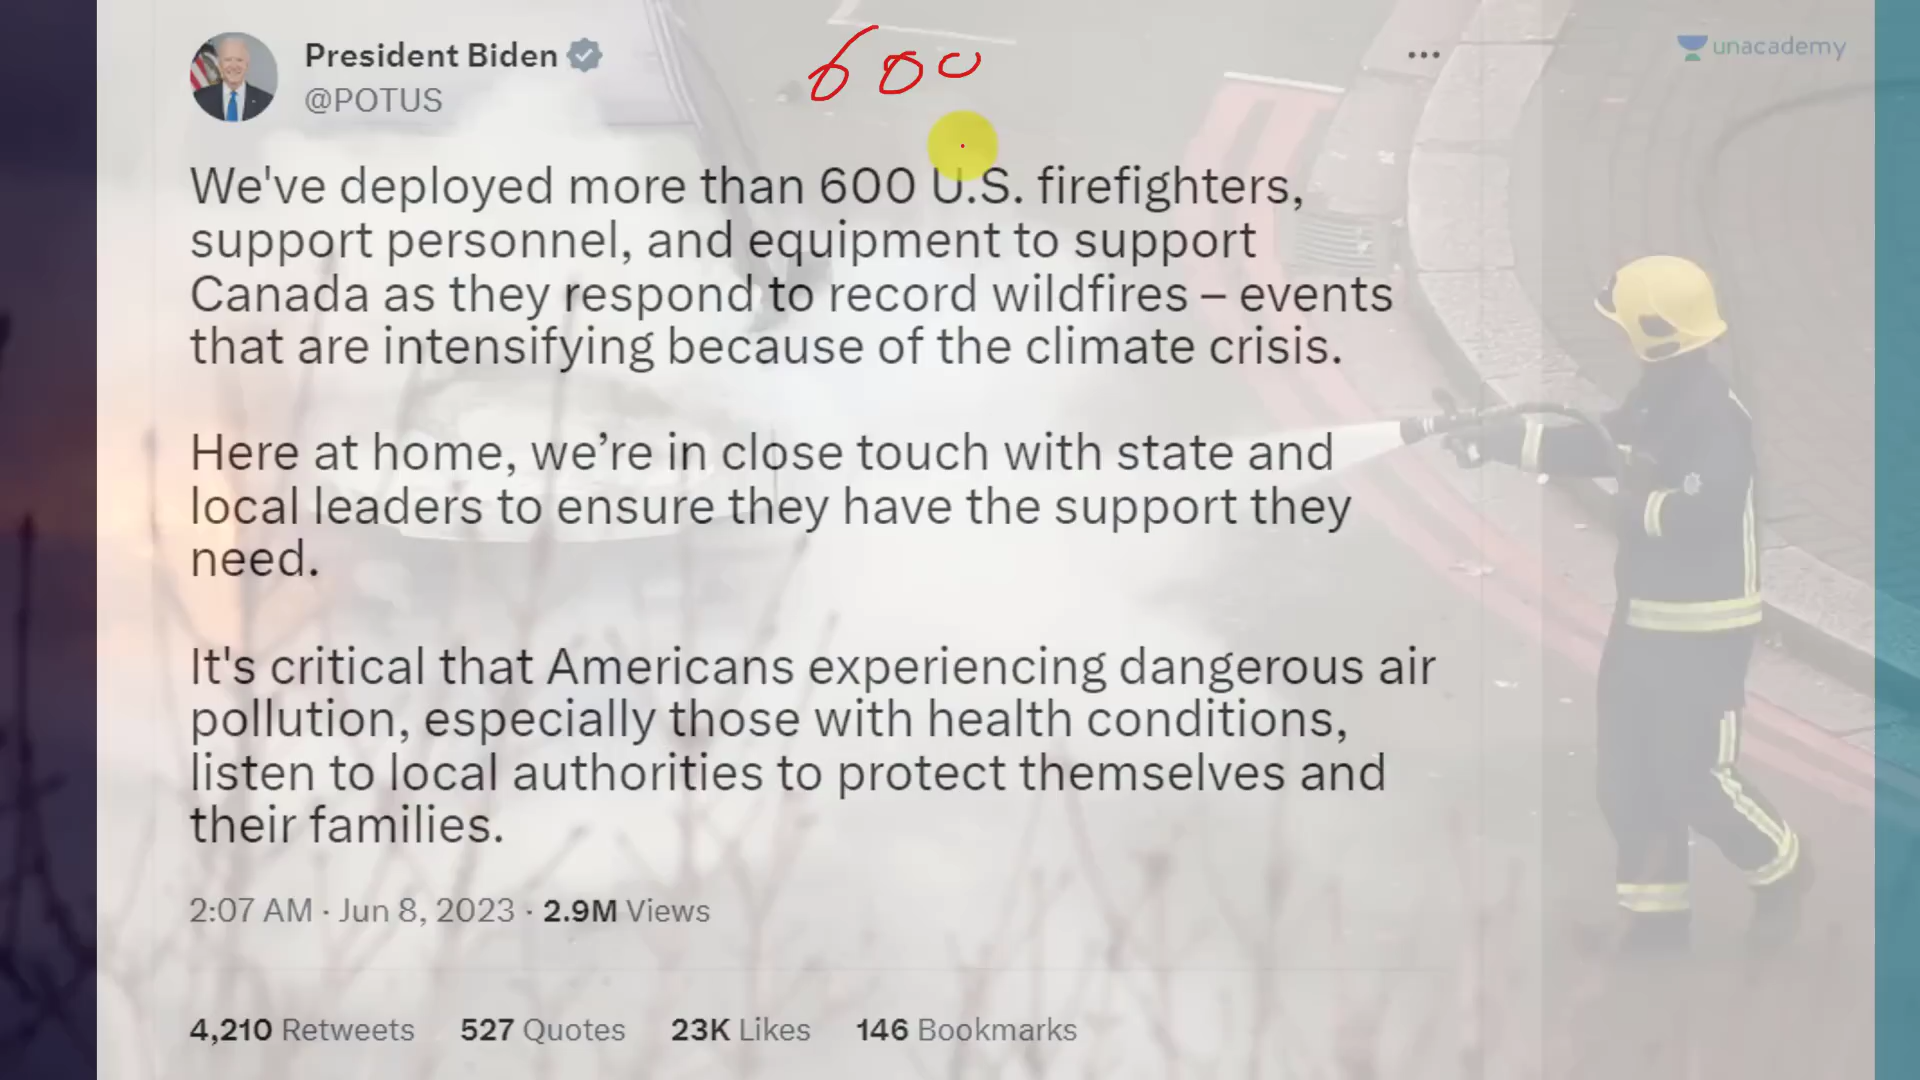 President Biden
@POTUS
600
unacademy
We've deployed more than 600 U.S. firefighters,
support personnel, and equipment to support
Canada as they respond to record wildfires – events
that are intensifying because of the climate crisis.
Here at home, we’re in close touch with state and
local leaders to ensure they have the support they
need.
It's critical that Americans experiencing dangerous air
pollution, especially those with health conditions,
listen to local authorities to protect themselves and
their families.
2:07 AM · Jun 8, 2023 · 2.9M Views
4,210 Retweets 527 Quotes 23K Likes 146 Bookmarks